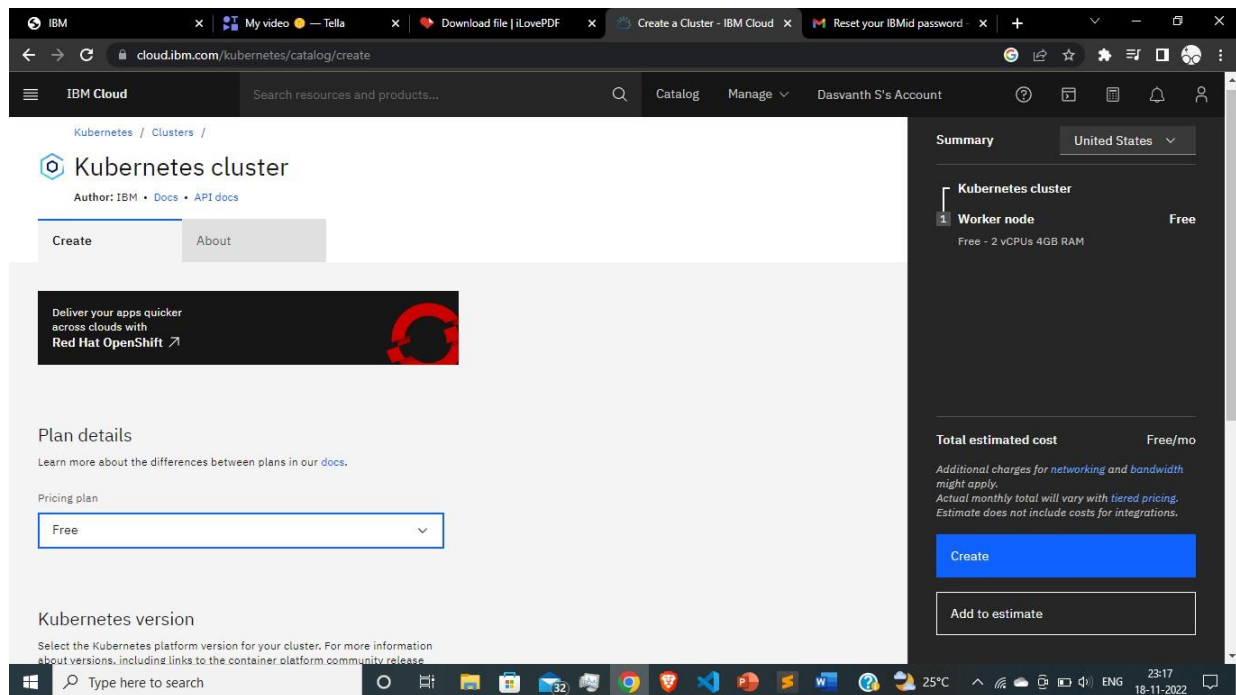 IBM
My video — Tella
Download file | iLovePDF
Create a Cluster - IBM Cloud
Reset your IBMid password -
cloud.ibm.com/kubernetes/catalog/create
IBM Cloud
Search resources and products...
Catalog
Manage
Dasvanth S's Account
Kubernetes / Clusters /
Kubernetes cluster
Author: IBM • Docs • API docs
Create
About
Deliver your apps quicker
across clouds with
Red Hat OpenShift
Plan details
Learn more about the differences between plans in our docs.
Pricing plan
Free
Kubernetes version
Select the Kubernetes platform version for your cluster. For more information
about versions, including links to the container platform community release
Summary
United States
Kubernetes cluster
1 Worker node Free
Free - 2 vCPUs 4GB RAM
Total estimated cost Free/mo
Additional charges for networking and bandwidth
might apply.
Actual monthly total will vary with tiered pricing.
Estimate does not include costs for integrations.
Create
Add to estimate
Type here to search
32
25°C
ENG
23:17
18-11-2022